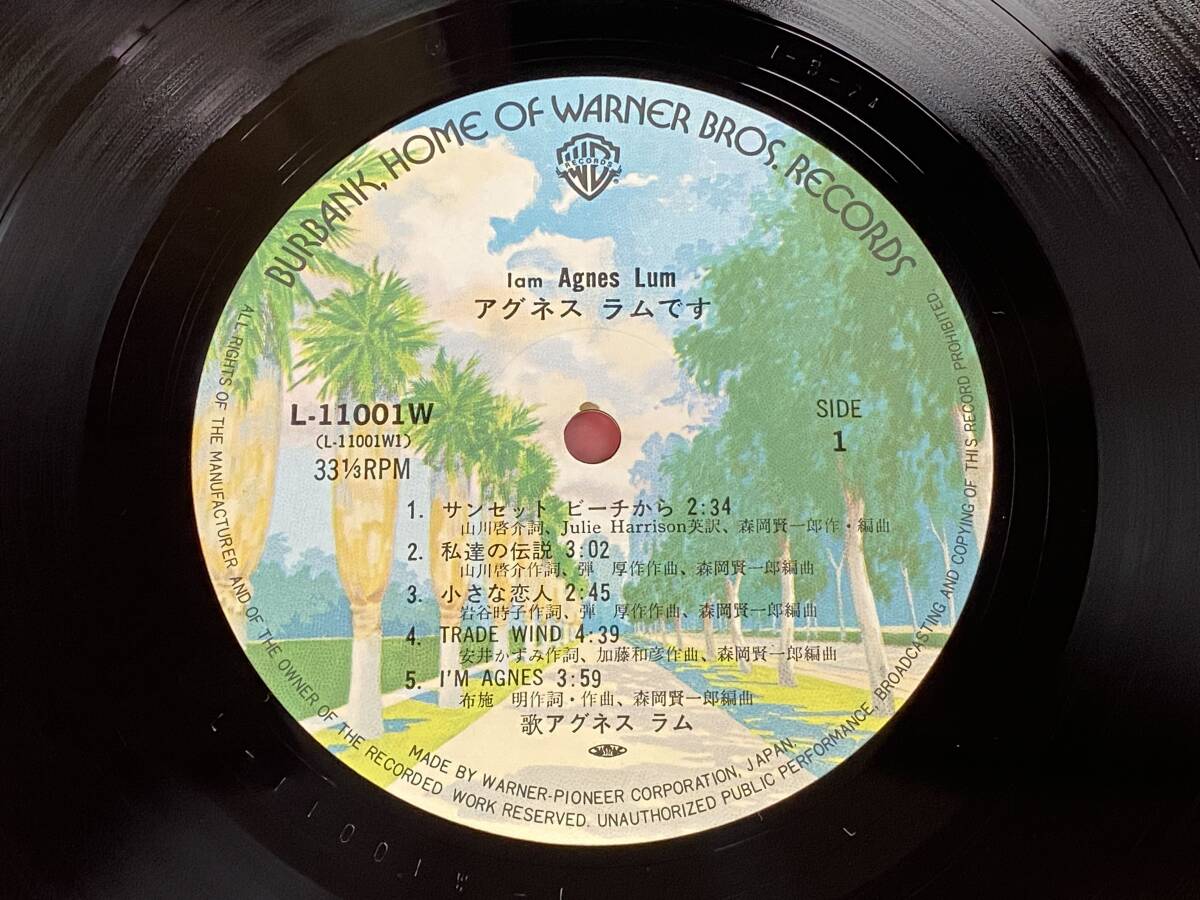 BURBANK, HOME OF WARNER BROS. RECORDS
WB
RECORDS
Iam Agnes Lum
アグネス ラムです
L-11001W
(L-11001W1)
33⅓RPM
SIDE
1
1. サンセット ビーチから 2:34
山川啓介詞、Julie Harrison英訳、森岡賢一郎作・編曲
2. 私達の伝説 3:02
山川啓介作詞、弾 厚作作曲、森岡賢一郎編曲
3. 小さな恋人 2:45
岩谷時子作詞、弾 厚作作曲、森岡賢一郎編曲
4. TRADE WIND 4:39
安井かずみ作詞、加藤和彦作曲、森岡賢一郎編曲
5. I'M AGNES 3:59
布施 明作詞・作曲、森岡賢一郎編曲
歌アグネス ラム
JASRAC
MADE BY WARNER-PIONEER CORPORATION, JAPAN.
ALL RIGHTS OF THE MANUFACTURER AND OF THE OWNER OF THE RECORDED WORK RESERVED. UNAUTHORIZED PUBLIC PERFORMANCE, BROADCASTING AND COPYING OF THIS RECORD PROHIBITED.